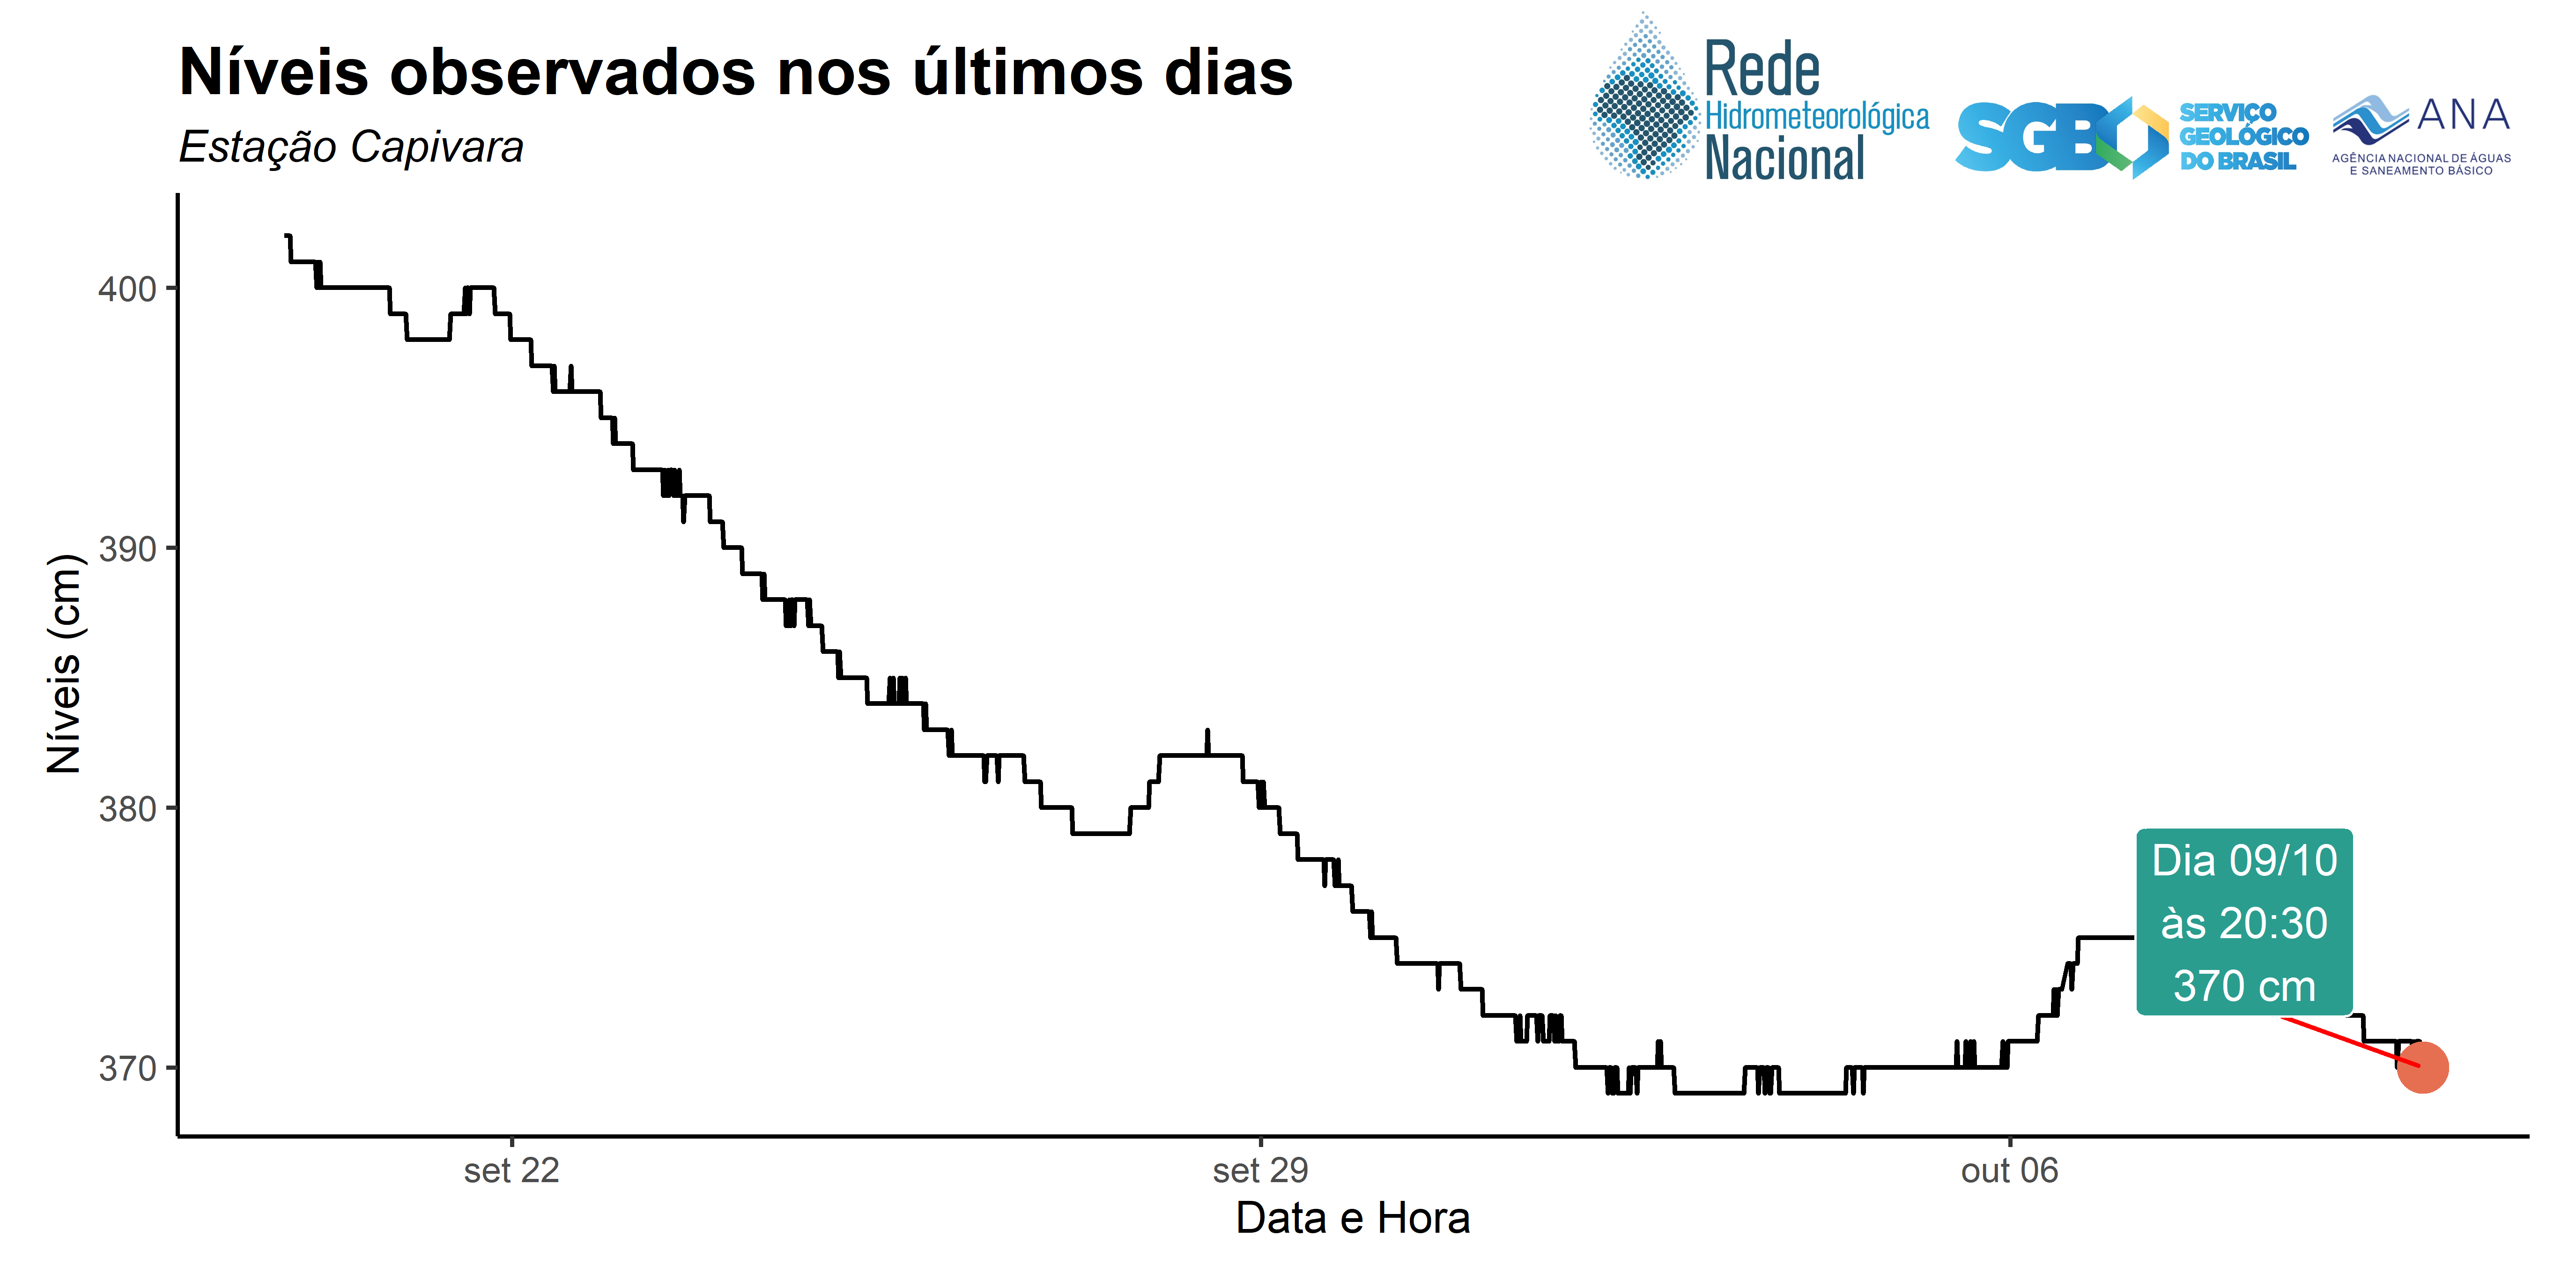 Níveis observados nos últimos dias
Estação Capivara
Rede
Hidrometeorológica
Nacional
SGB
SERVIÇO
GEOLÓGICO
DO BRASIL
ANA
AGÊNCIA NACIONAL DE ÁGUAS
E SANEAMENTO BÁSICO
Níveis (cm)
400
390
380
370
Dia 09/10
às 20:30
370 cm
set 22
set 29
out 06
Data e Hora